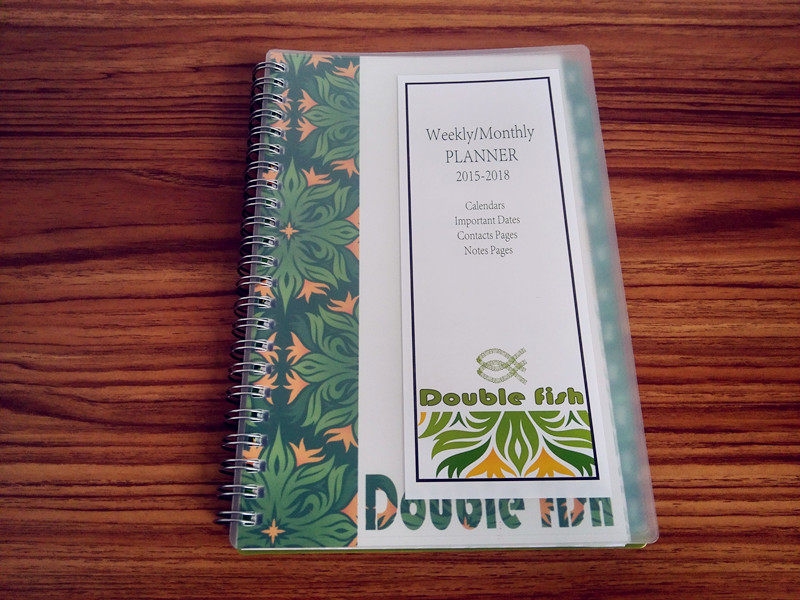 Weekly/Monthly
PLANNER
2015-2018
Calendars
Important Dates
Contacts Pages
Notes Pages
Double fish
Double fish